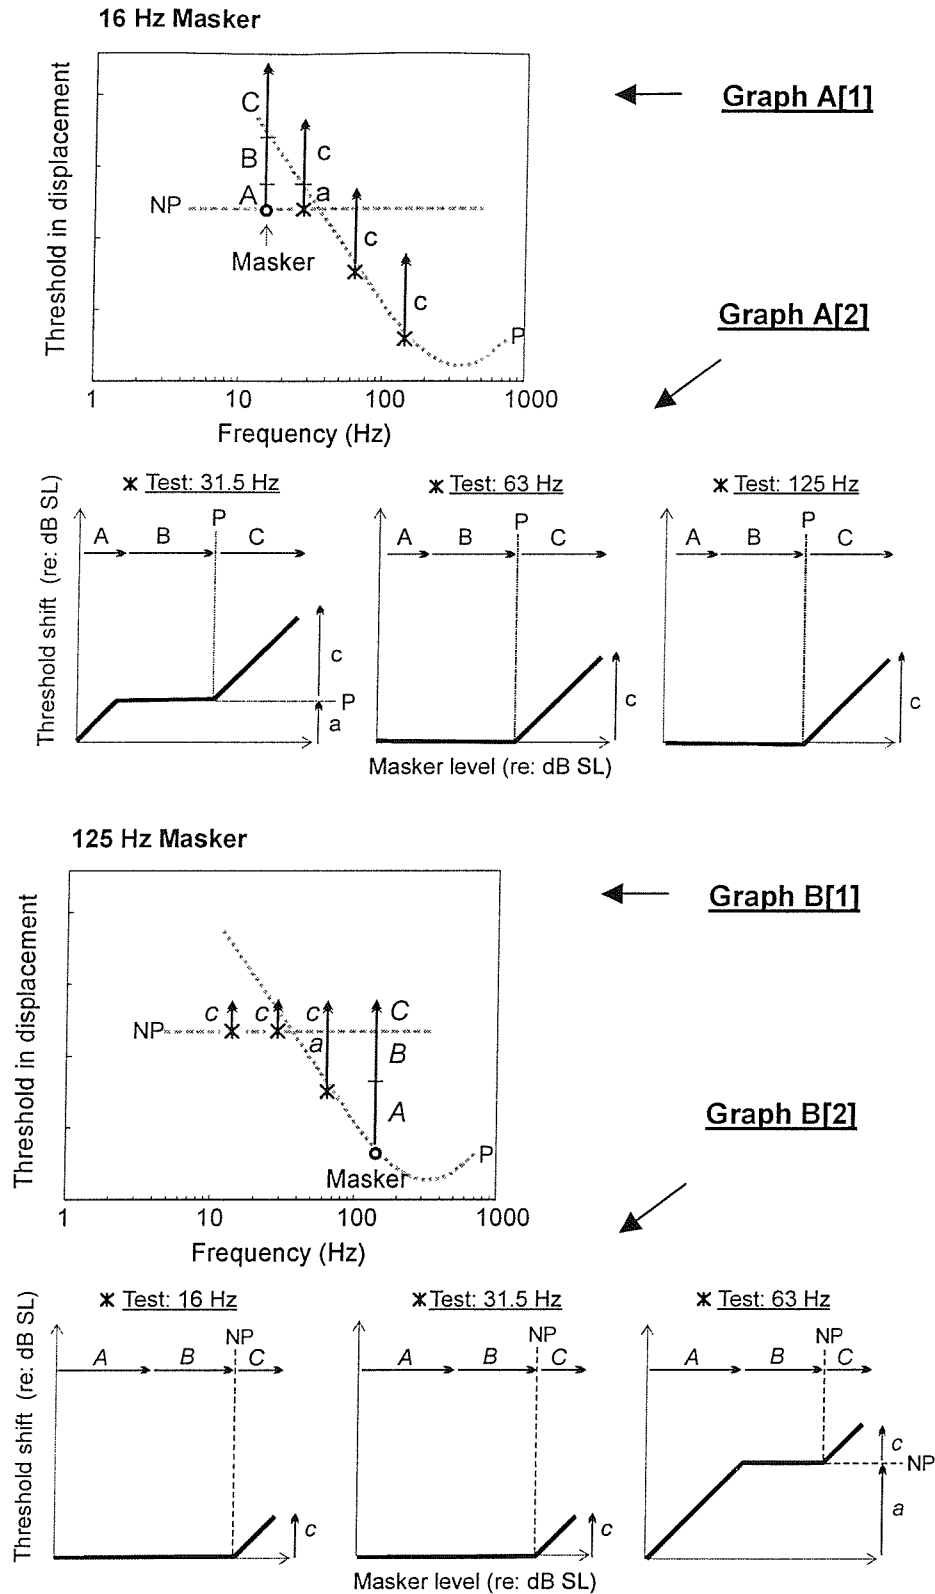 16 Hz Masker
Threshold in displacement
C
B
A
c
a
c
c
NP
Masker
P
1 10 100 1000
Frequency (Hz)
Graph A[1]
Graph A[2]
Test: 31.5 Hz
Test: 63 Hz
Test: 125 Hz
Threshold shift (re: dB SL)
A B P C
c
P
a
A B P C
c
A B P C
c
Masker level (re: dB SL)
125 Hz Masker
Threshold in displacement
NP
c c c C
a B
A
Masker
P
1 10 100 1000
Frequency (Hz)
Graph B[1]
Graph B[2]
Test: 16 Hz
Test: 31.5 Hz
Test: 63 Hz
Threshold shift (re: dB SL)
A B NP C
c
A B NP C
c
A B NP C
c
NP
a
Masker level (re: dB SL)